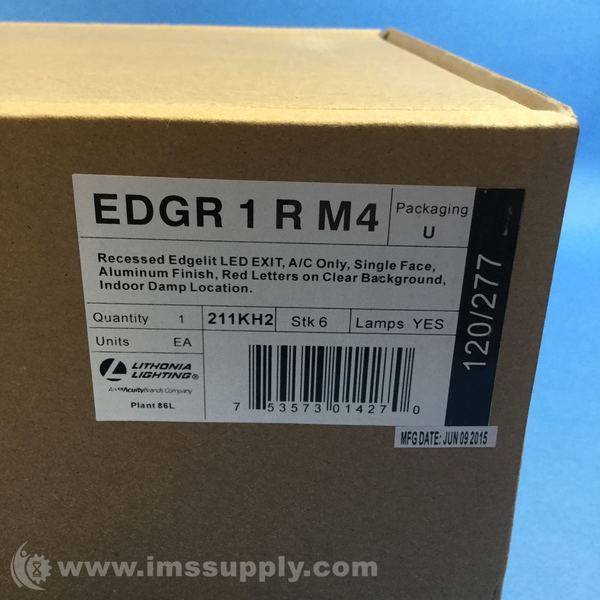 EDGR 1 R M4
Packaging
U
Recessed Edgelit LED EXIT, A/C Only, Single Face,
Aluminum Finish, Red Letters on Clear Background,
Indoor Damp Location.
Quantity 1 211KH2 Stk 6 Lamps YES
Units EA
LITHONIA
LIGHTING®
An AcuityBrands Company
Plant 86L
7 53573 01427 0
120/277
MFG DATE: JUN 09 2015
www.imssupply.com